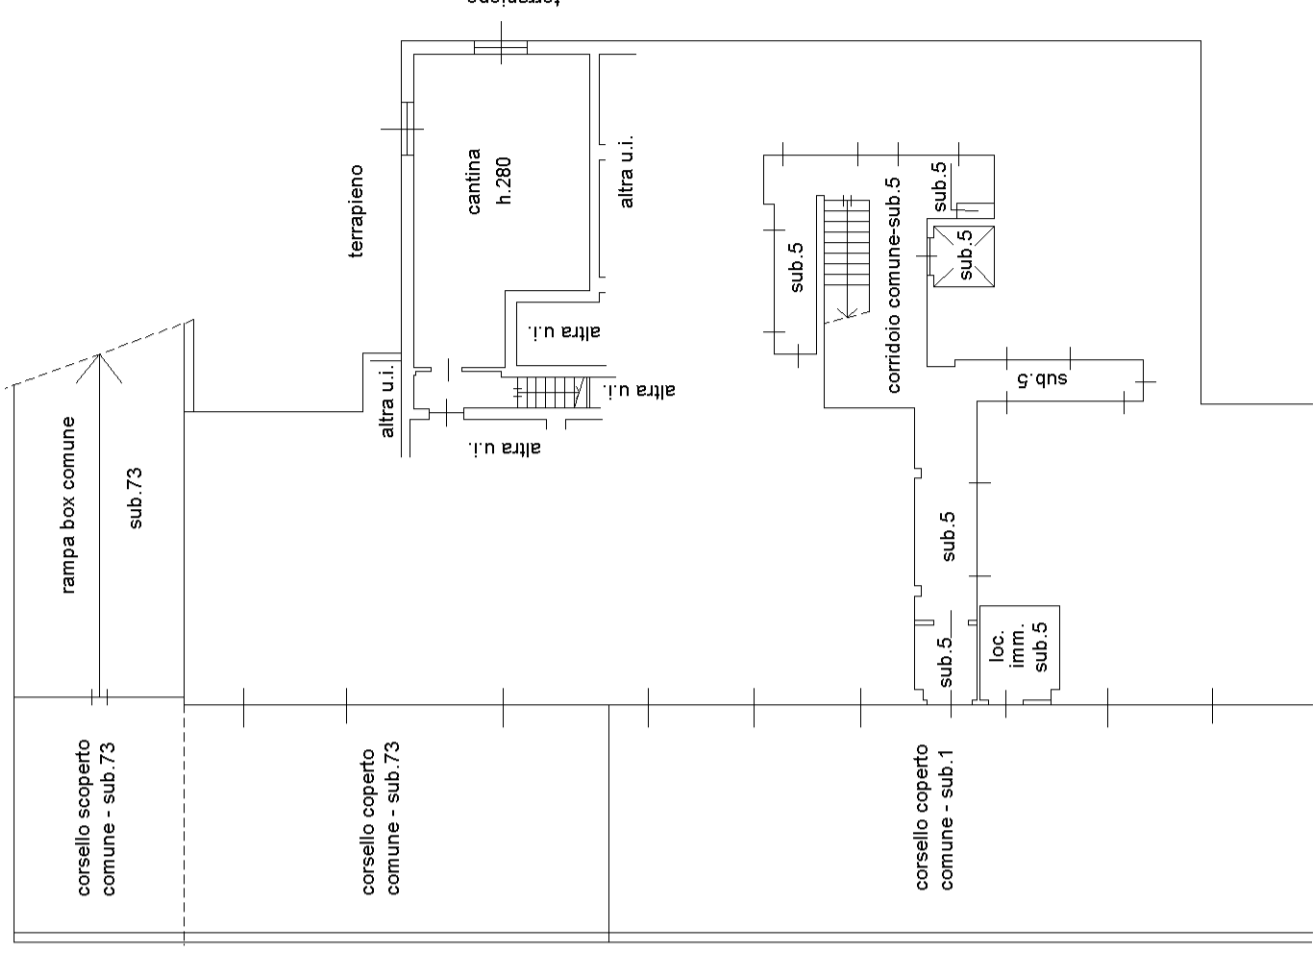 terrapieno
terrapieno
cantina
h.280
altra u.i.
altra u.i.
altra u.i.
altra u.i.
altra u.i.
rampa box comune
sub.73
sub.5
corridoio comune-sub.5
sub.5
sub.5
sub.5
sub.5
sub.5
loc.
imm.
sub.5
corsello scoperto
comune - sub.73
corsello coperto
comune - sub.73
corsello coperto
comune - sub.1